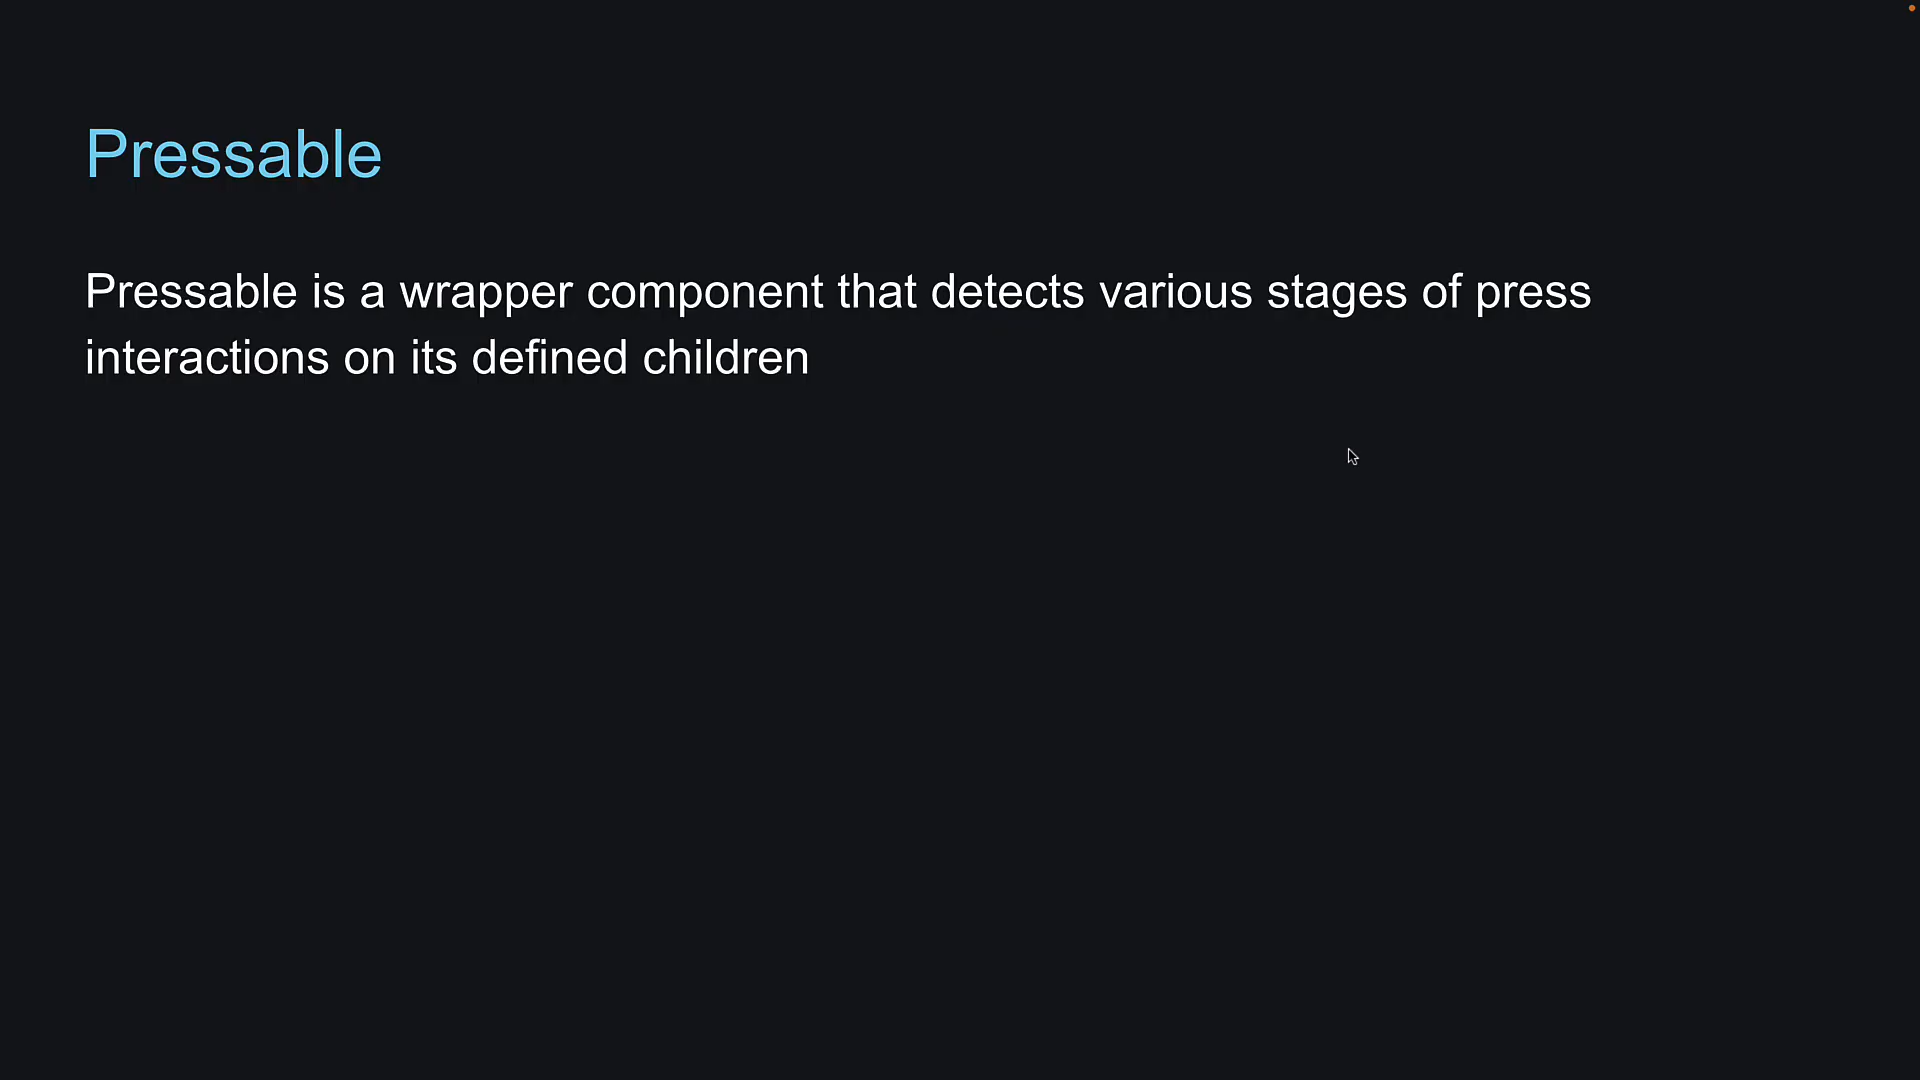 Pressable
Pressable is a wrapper component that detects various stages of press
interactions on its defined children